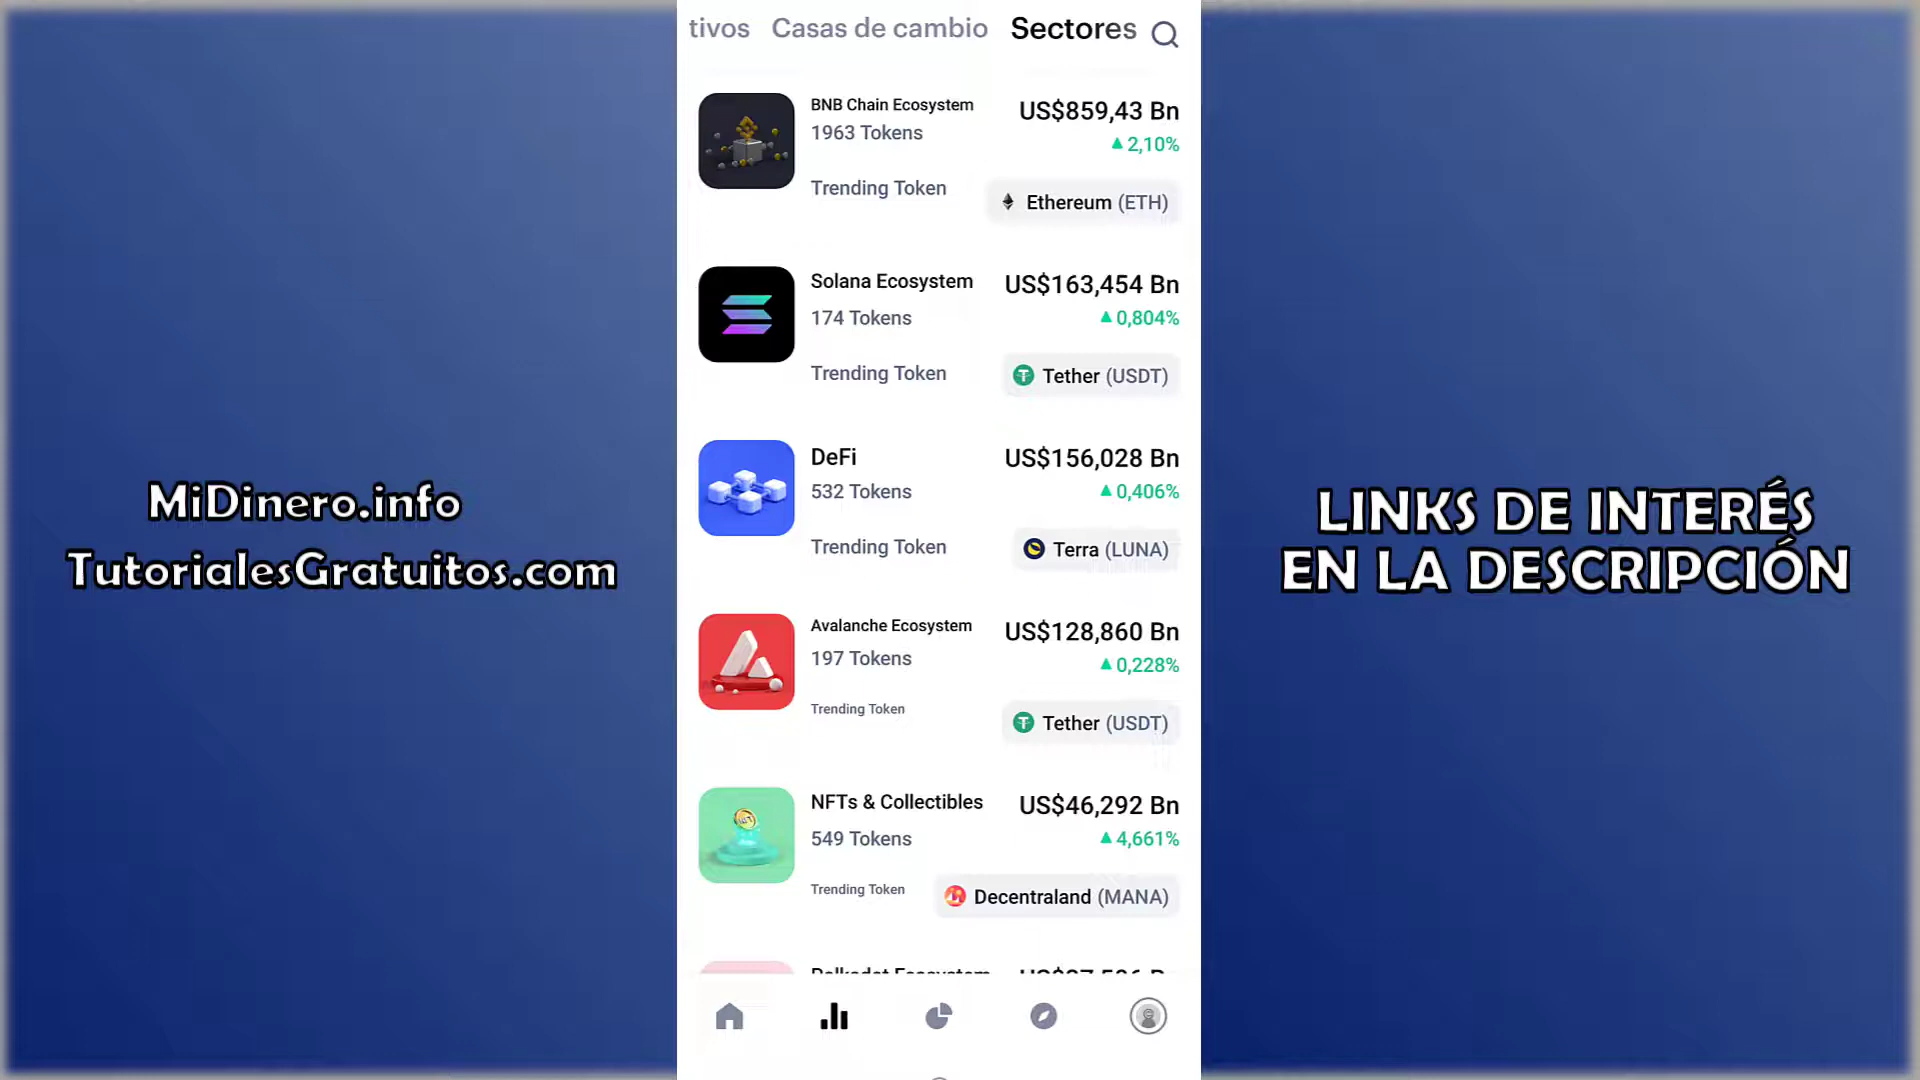 tivos Casas de cambio Sectores
BNB Chain Ecosystem US$859,43 Bn
1963 Tokens 2,10%
Trending Token Ethereum (ETH)
Solana Ecosystem US$163,454 Bn
174 Tokens 0,804%
Trending Token Tether (USDT)
DeFi US$156,028 Bn
532 Tokens 0,406%
Trending Token Terra (LUNA)
Avalanche Ecosystem US$128,860 Bn
197 Tokens 0,228%
Trending Token Tether (USDT)
NFTs & Collectibles US$46,292 Bn
549 Tokens 4,661%
Trending Token Decentraland (MANA)
Polkadot Ecosystem
MiDinero.info
TutorialesGratuitos.com
LINKS DE INTERÉS
EN LA DESCRIPCIÓN